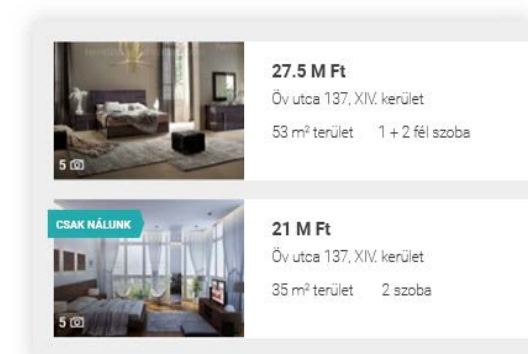 27.5 M Ft
Öv utca 137, XIV. kerület
53 m² terület 1 + 2 fél szoba
5
CSAK NÁLUNK
21 M Ft
Öv utca 137, XIV. kerület
35 m² terület 2 szoba
5